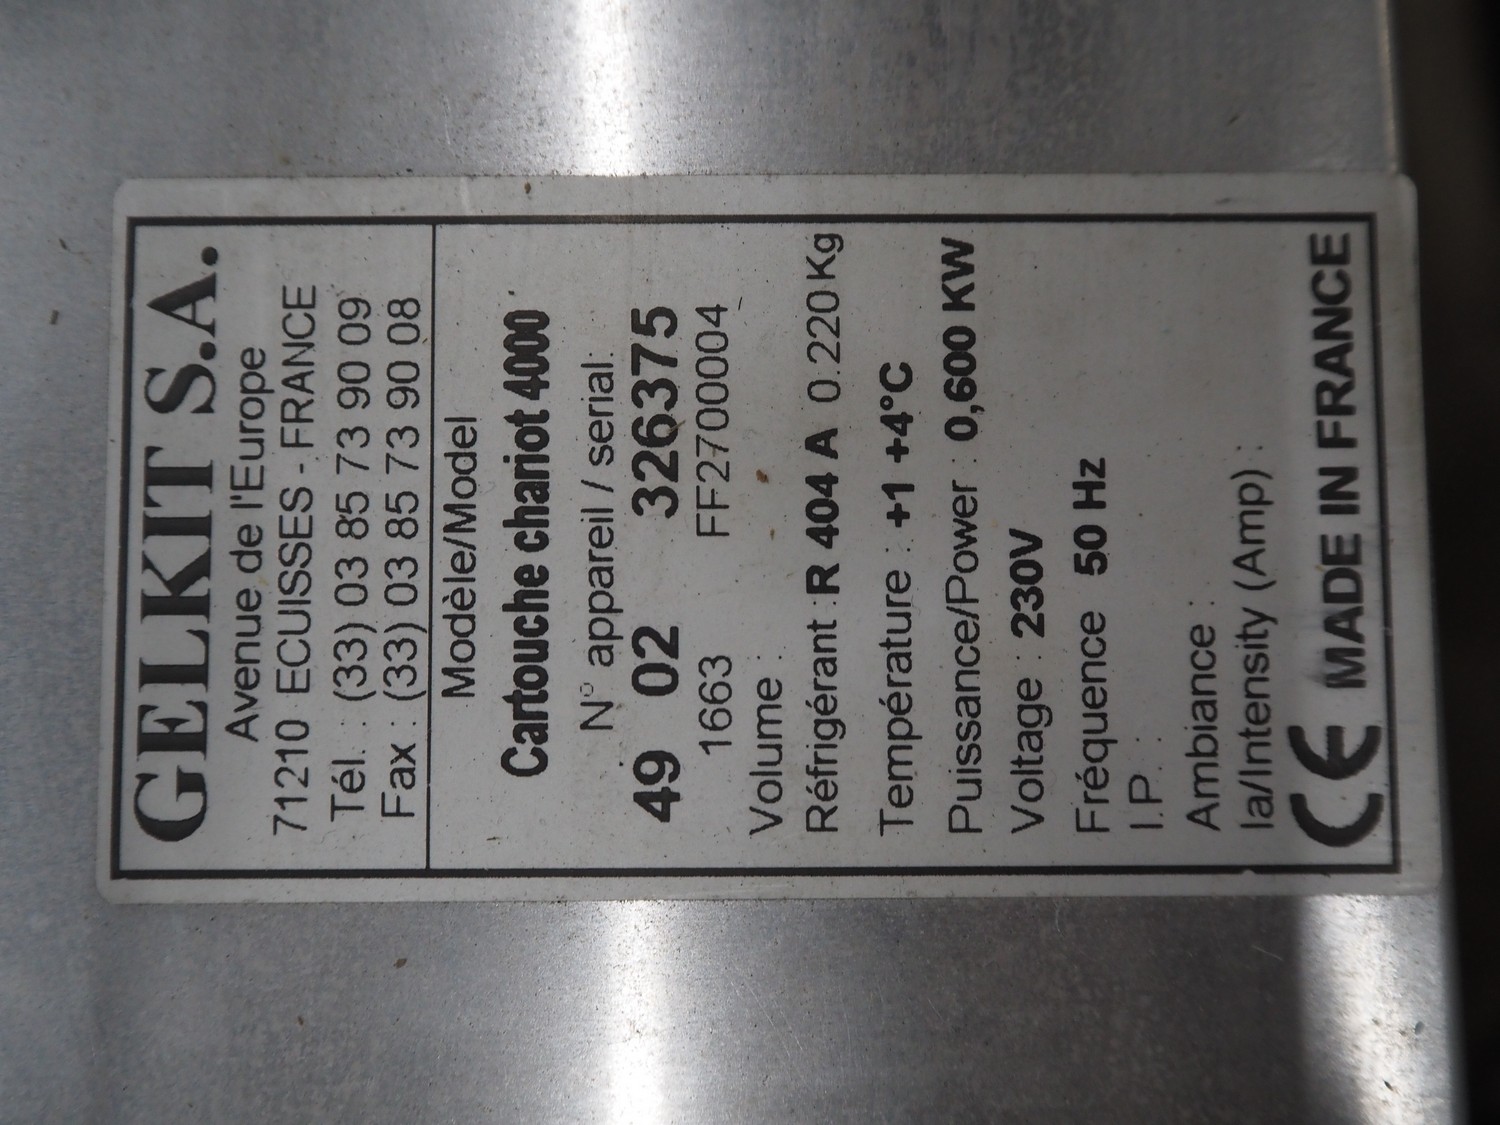 GELKIT S.A.
Avenue de l'Europe
71210 ECUISSES - FRANCE
Tél. : (33) 03 85 73 90 09
Fax : (33) 03 85 73 90 08
Modèle/Model
Cartouche chariot 4000
N° appareil / serial:
49 02 326375
1663 FF2700004
Volume :
Réfrigérant : R 404 A 0.220 Kg
Température : +1 +4°C
Puissance/Power : 0,600 KW
Voltage : 230V
Fréquence 50 Hz
I.P :
Ambiance :
Ia/Intensity (Amp) :
CE MADE IN FRANCE